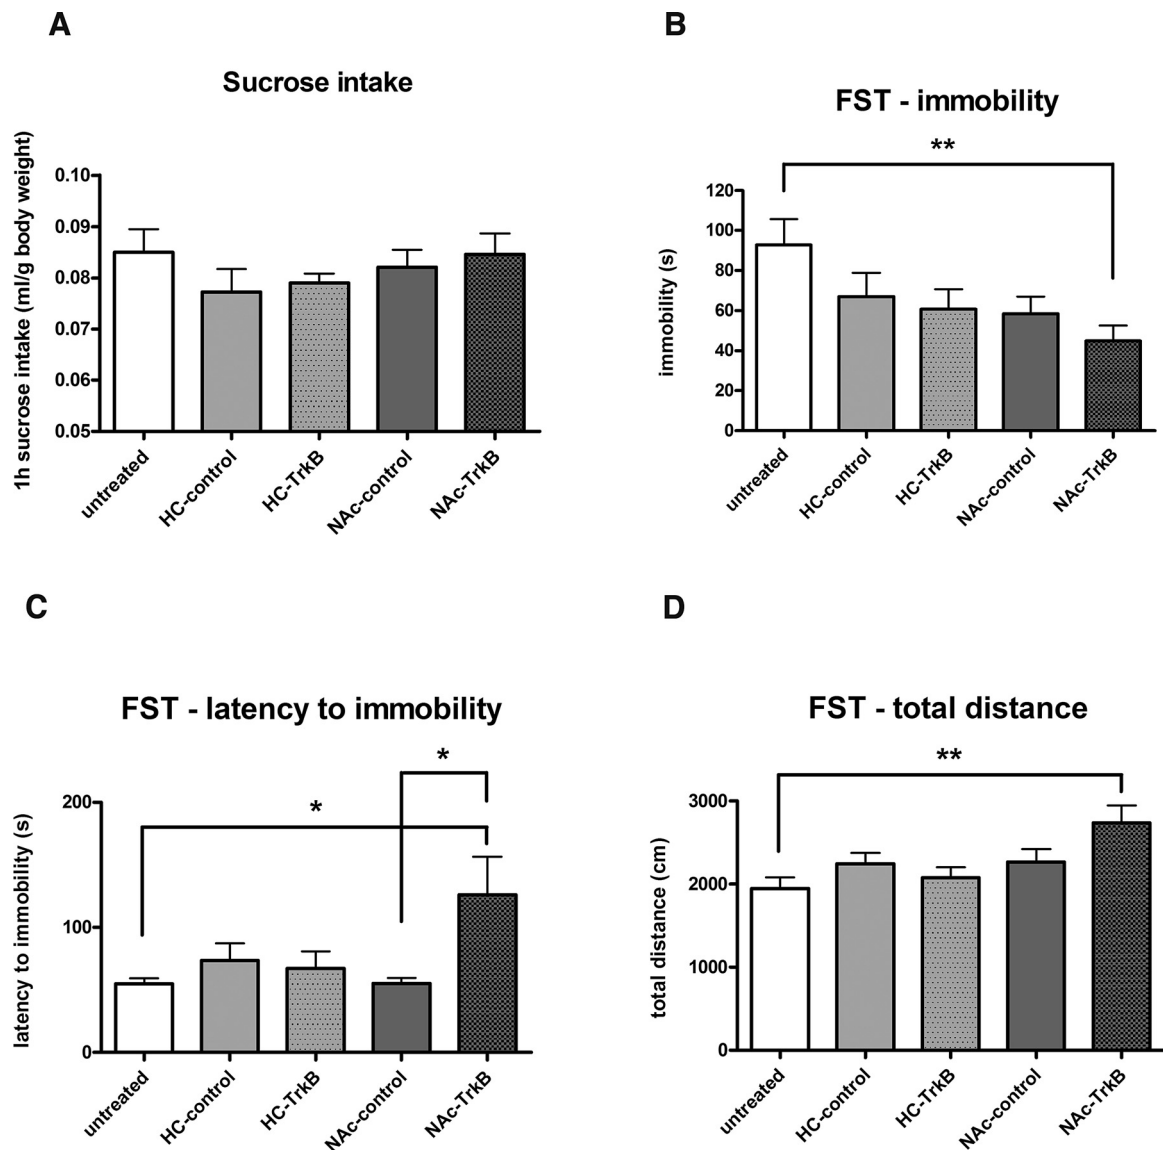 A
Sucrose intake
1h sucrose intake (ml/g body weight)
0.10
0.09
0.08
0.07
0.06
0.05
untreated
HC-control
HC-TrkB
NAc-control
NAc-TrkB
B
FST - immobility
**
immobility (s)
120
100
80
60
40
20
0
untreated
HC-control
HC-TrkB
NAc-control
NAc-TrkB
C
FST - latency to immobility
*
*
latency to immobility (s)
200
100
0
untreated
HC-control
HC-TrkB
NAc-control
NAc-TrkB
D
FST - total distance
**
total distance (cm)
3000
2000
1000
0
untreated
HC-control
HC-TrkB
NAc-control
NAc-TrkB